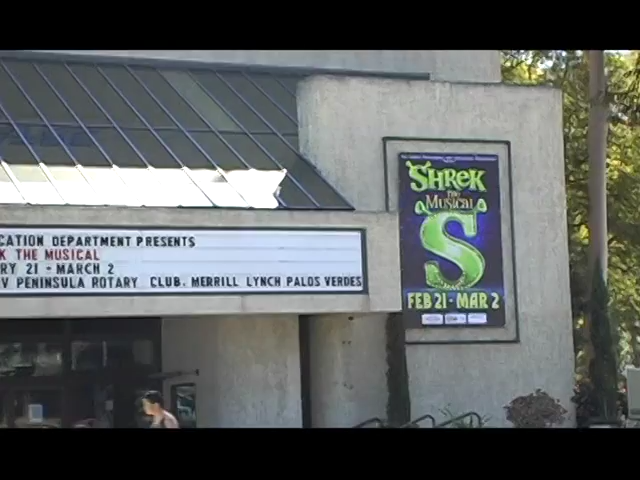 CATION DEPARTMENT PRESENTS
K THE MUSICAL
RY 21 - MARCH 2
V PENINSULA ROTARY CLUB, MERRILL LYNCH PALOS VERDES
SHREK
THE
MUSICAL
S
FEB 21 - MAR 2